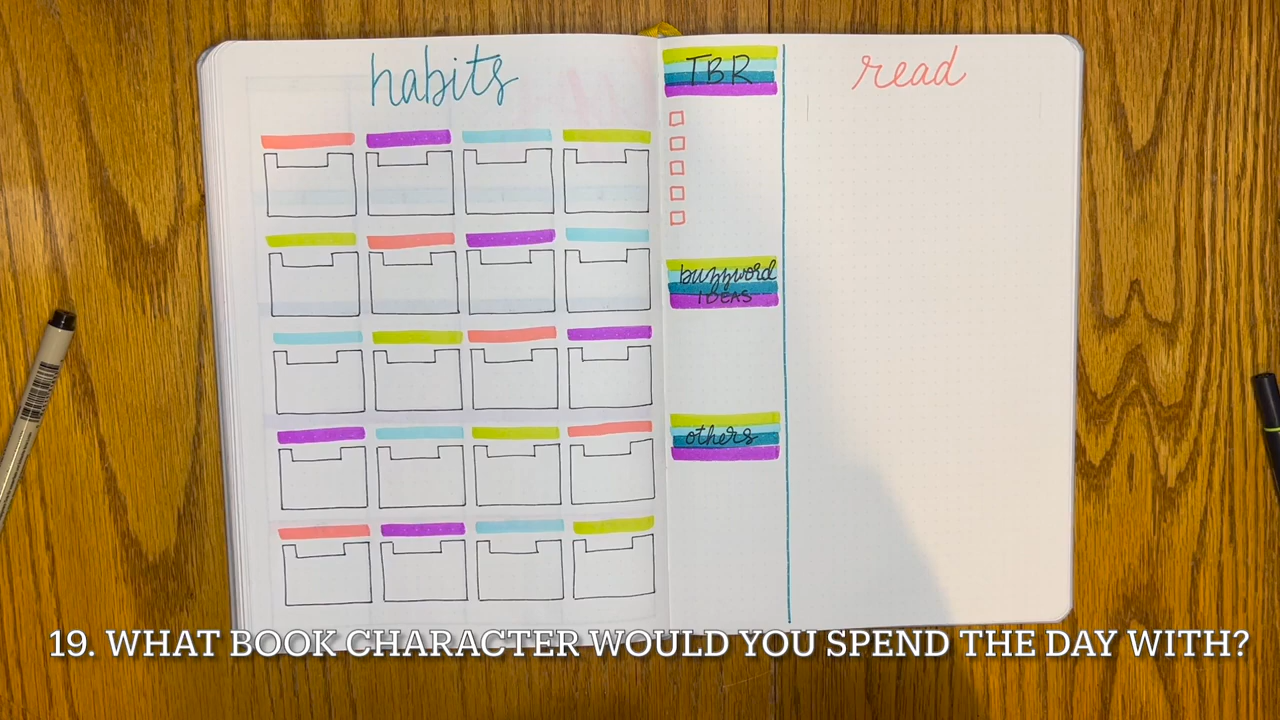 habits
TBR
read
buzzword
IDEAS
others
19. WHAT BOOK CHARACTER WOULD YOU SPEND THE DAY WITH?